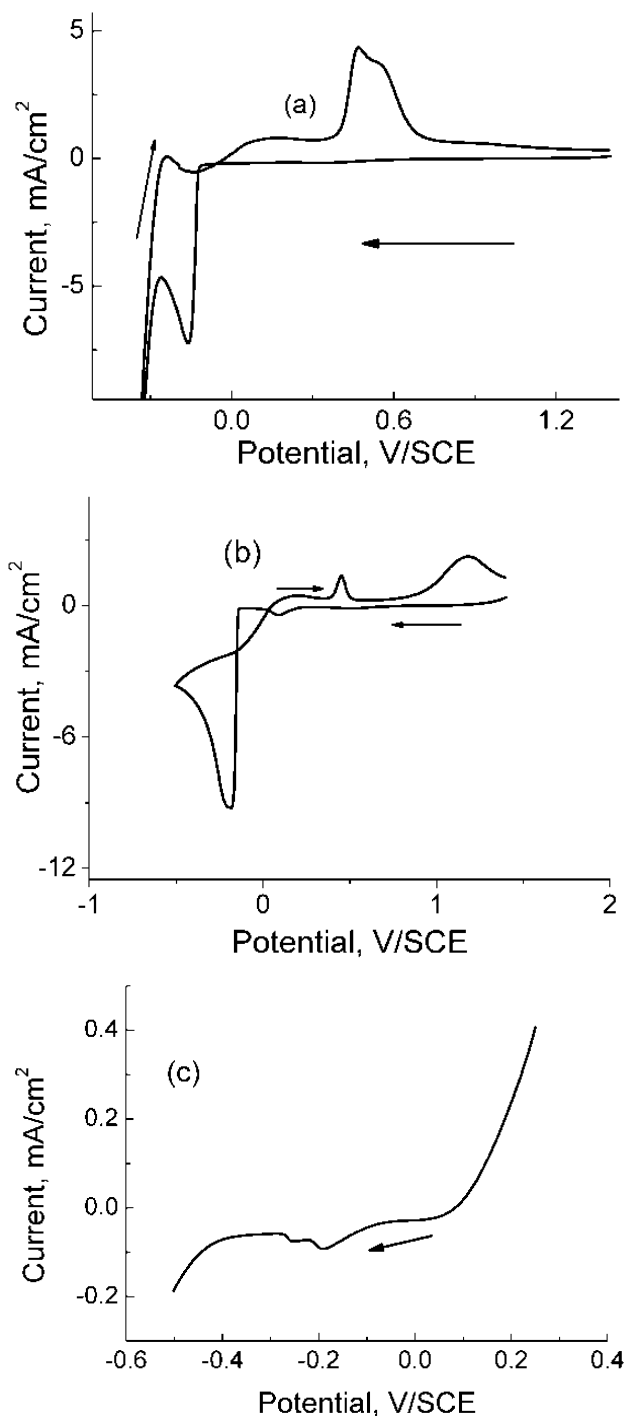 5
(a)
0
-5
Current, mA/cm²
0.0 0.6 1.2
Potential, V/SCE
(b)
0
-6
-12
Current, mA/cm²
-1 0 1 2
Potential, V/SCE
0.4
(c)
0.2
0.0
-0.2
Current, mA/cm²
-0.6 -0.4 -0.2 0.0 0.2 0.4
Potential, V/SCE